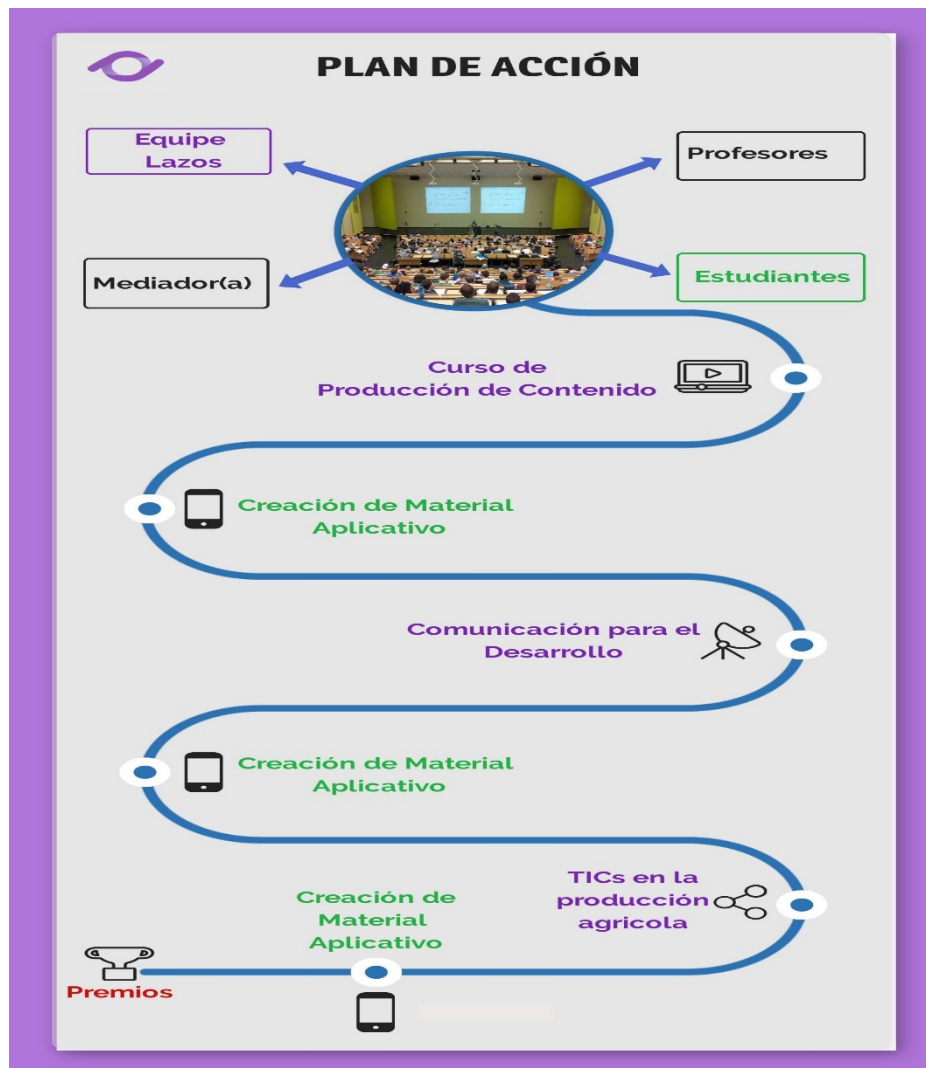 PLAN DE ACCIÓN
Equipe
Lazos
Profesores
Mediador(a)
Estudiantes
Curso de
Producción de Contenido
Creación de Material
Aplicativo
Comunicación para el
Desarrollo
Creación de Material
Aplicativo
TICs en la
producción
agricola
Creación de
Material
Aplicativo
Premios